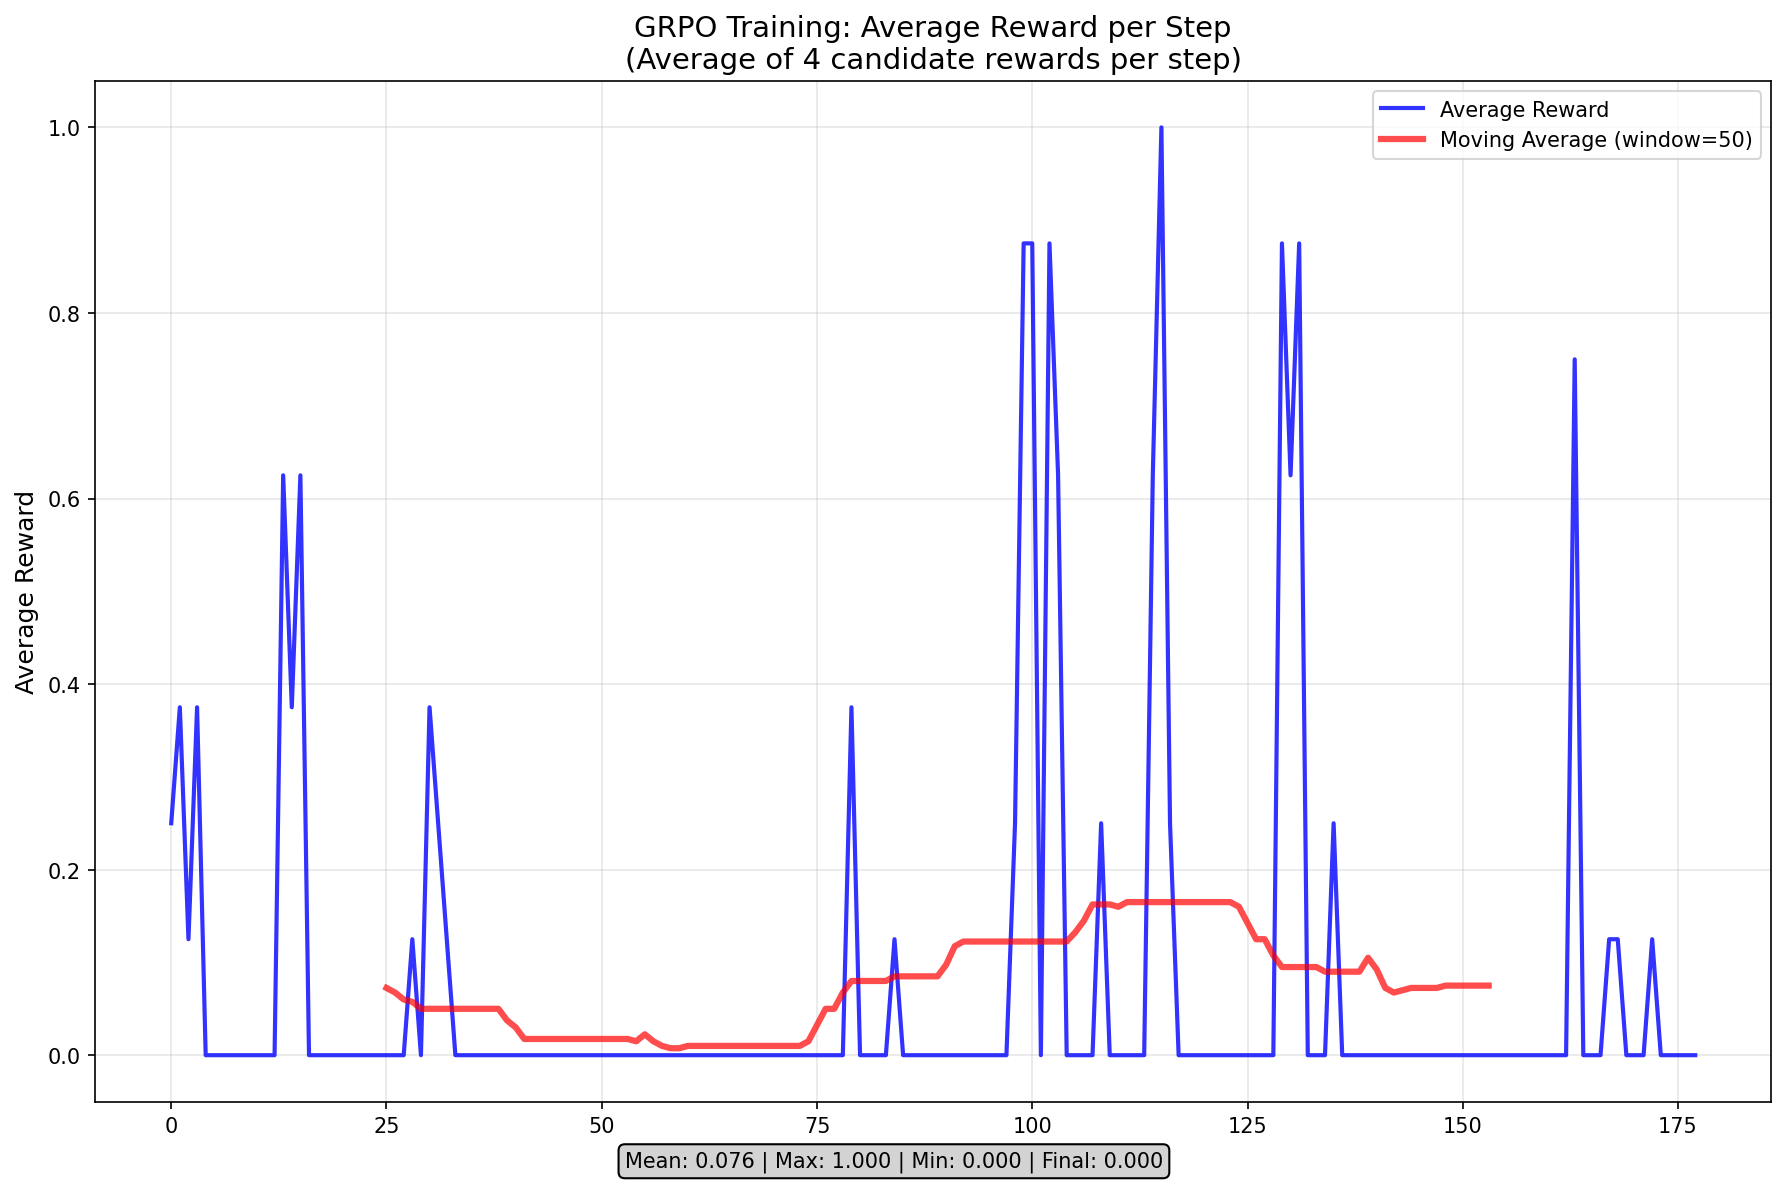 GRPO Training: Average Reward per Step
(Average of 4 candidate rewards per step)
Average Reward
Moving Average (window=50)
Average Reward
1.0
0.8
0.6
0.4
0.2
0.0
0
25
50
75
100
125
150
175
Mean: 0.076 | Max: 1.000 | Min: 0.000 | Final: 0.000